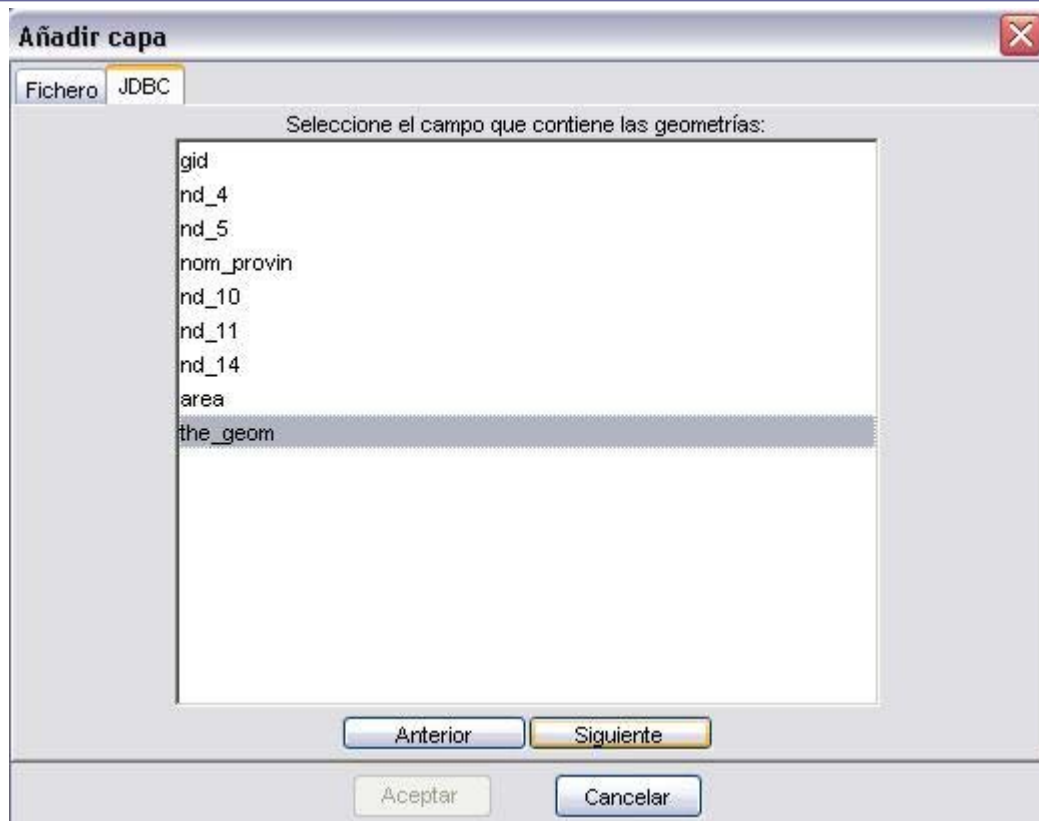 Añadir capa
Fichero JDBC
Seleccione el campo que contiene las geometrías:
gid
nd_4
nd_5
nom_provin
nd_10
nd_11
nd_14
area
the_geom
Anterior Siguiente
Aceptar Cancelar